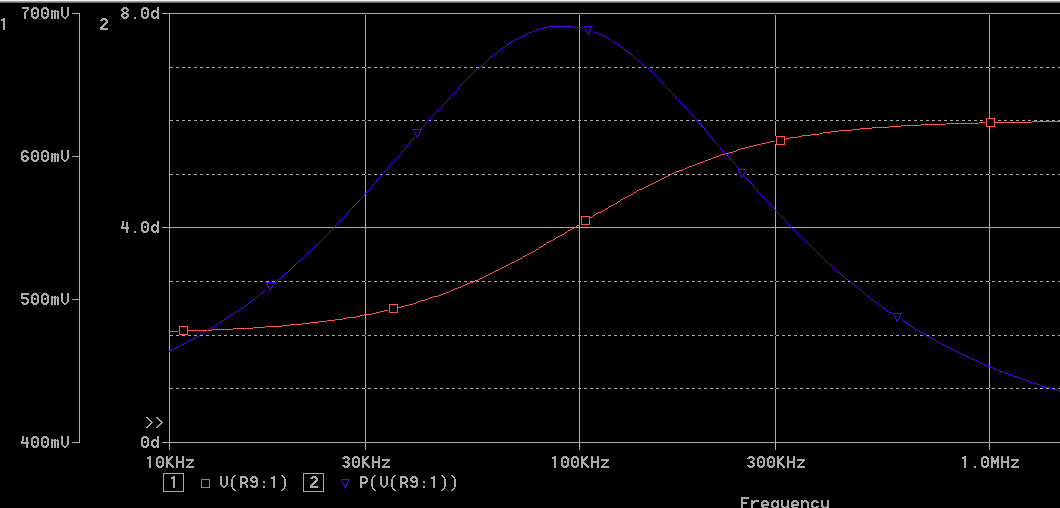 1 700mV 2 8.0d
600mV
4.0d
500mV
>>
400mV 0d
10KHz 30KHz 100KHz 300KHz 1.0MHz
1 V(R9:1) 2 P(V(R9:1))
Frequency